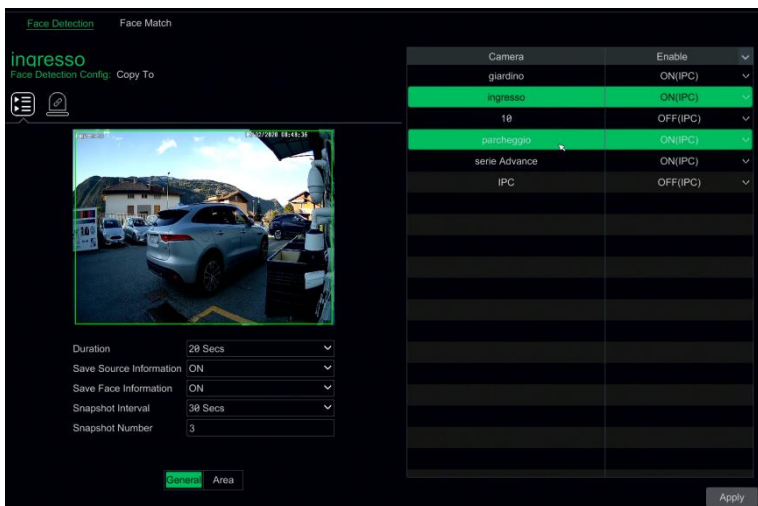 Face Detection Face Match
ingresso
Face Detection Config: Copy To
Camera Enable
giardino ON(IPC)
ingresso ON(IPC)
10 OFF(IPC)
parcheggio ON(IPC)
serie Advance ON(IPC)
IPC OFF(IPC)
Duration 20 Secs
Save Source Information ON
Save Face Information ON
Snapshot Interval 30 Secs
Snapshot Number 3
General Area
Apply